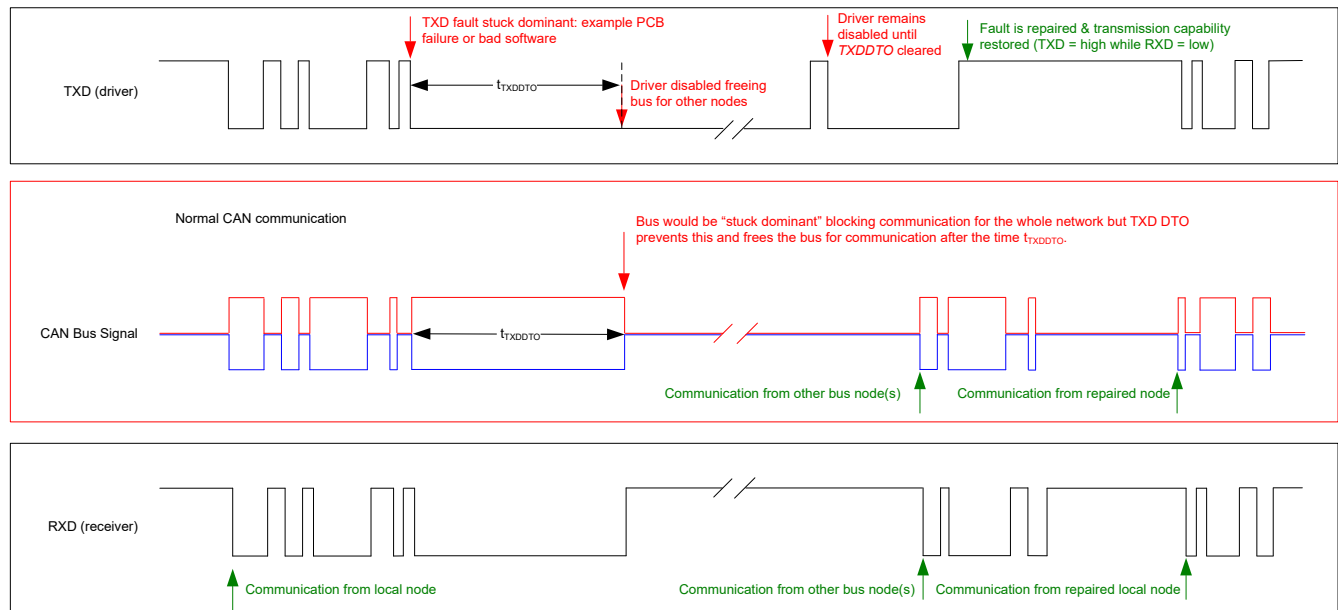 TXD fault stuck dominant: example PCB
failure or bad software
Driver remains
disabled until
TXDDTO cleared
Fault is repaired & transmission capability
restored (TXD = high while RXD = low)
TXD (driver)
tTXDDTO
Driver disabled freeing
bus for other nodes
Normal CAN communication
Bus would be “stuck dominant” blocking communication for the whole network but TXD DTO
prevents this and frees the bus for communication after the time tTXDDTO.
CAN Bus Signal
tTXDDTO
Communication from other bus node(s)
Communication from repaired node
RXD (receiver)
Communication from local node
Communication from other bus node(s)
Communication from repaired local node